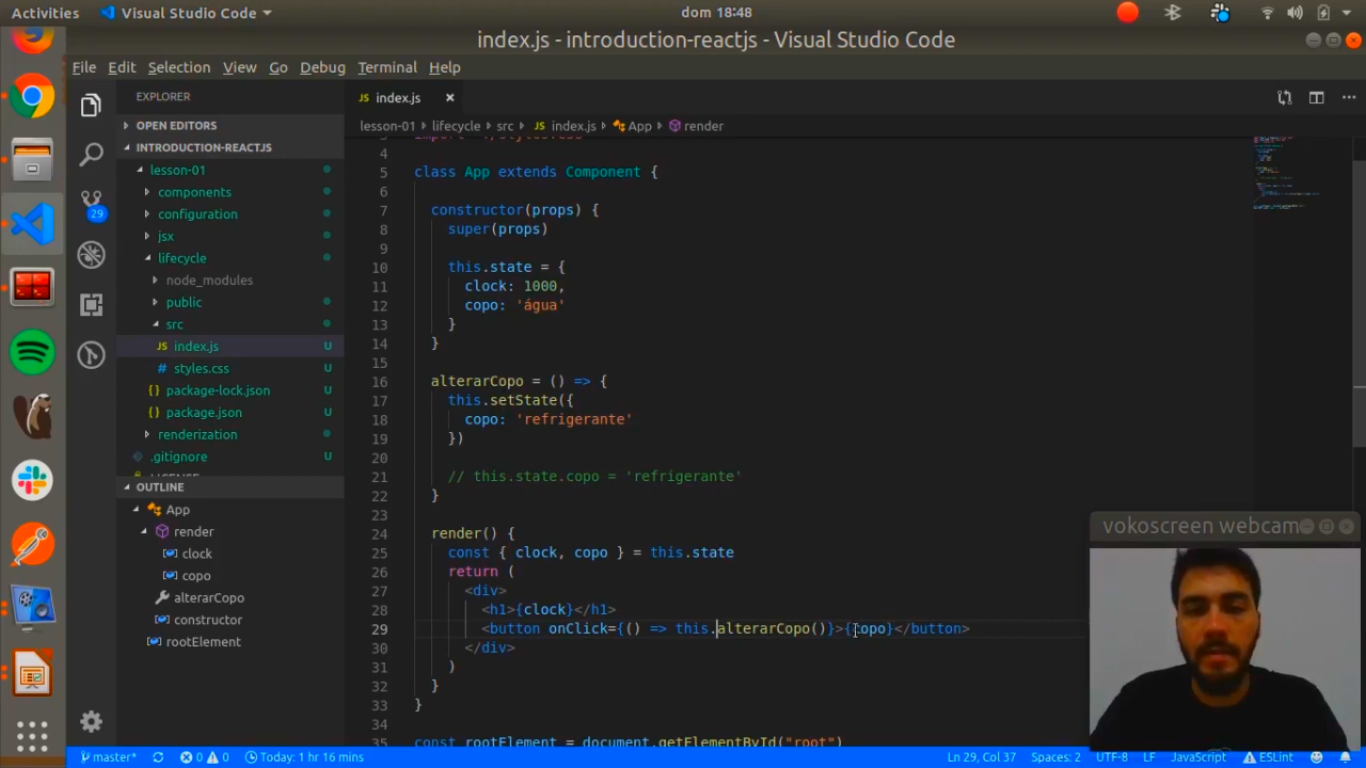 Activities Visual Studio Code dom 18:48
index.js - introduction-reactjs - Visual Studio Code
File Edit Selection View Go Debug Terminal Help
EXPLORER
OPEN EDITORS
INTRODUCTION-REACTJS
lesson-01
components
configuration
jsx
lifecycle
node_modules
public
src
JS index.js U
# styles.css U
{} package-lock.json U
{} package.json U
renderization
.gitignore U
OUTLINE
App
render
clock
copo
alterarCopo
constructor
rootElement
29
JS index.js ×
lesson-01 lifecycle src JS index.js App render
4
5 class App extends Component {
6
7 constructor(props) {
8 super(props)
9
10 this.state = {
11 clock: 1000,
12 copo: 'água'
13 }
14 }
15
16 alterarCopo = () => {
17 this.setState({
18 copo: 'refrigerante'
19 })
20
21 // this.state.copo = 'refrigerante'
22 }
23
24 render() {
25 const { clock, copo } = this.state
26 return (
27 <div>
28 <h1>{clock}</h1>
29 <button onClick={() => this.alterarCopo()}>{copo}</button>
30 </div>
31 )
32 }
33 }
34
35 const rootElement = document.getElementById("root")
vokoscreen webcam
master* 0 0 Today: 1 hr 16 mins Ln 29, Col 37 Spaces: 2 UTF-8 LF JavaScript ESLint